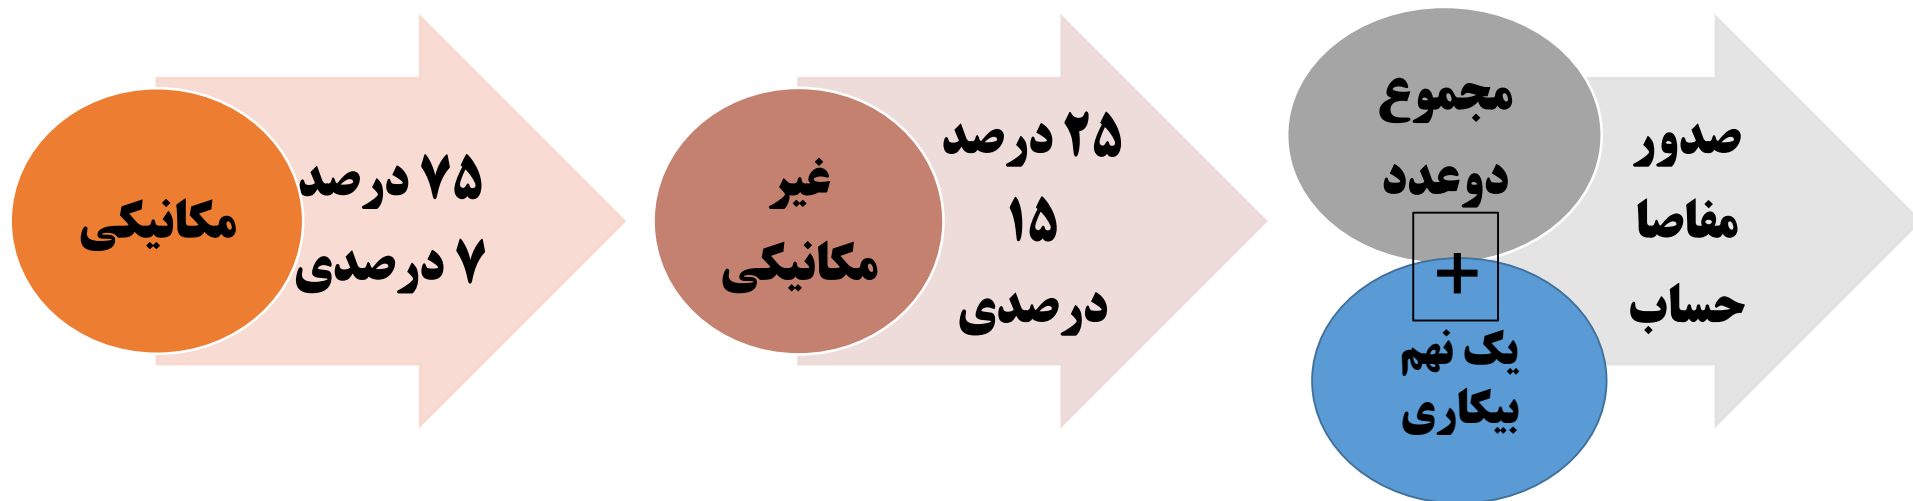 مکانیکی
۷۵ درصد
۷ درصدی
غیر
مکانیکی
۲۵ درصد
۱۵
درصدی
مجموع
دوعدد
+
یک نهم
بیکاری
صدور
مفاصا
حساب